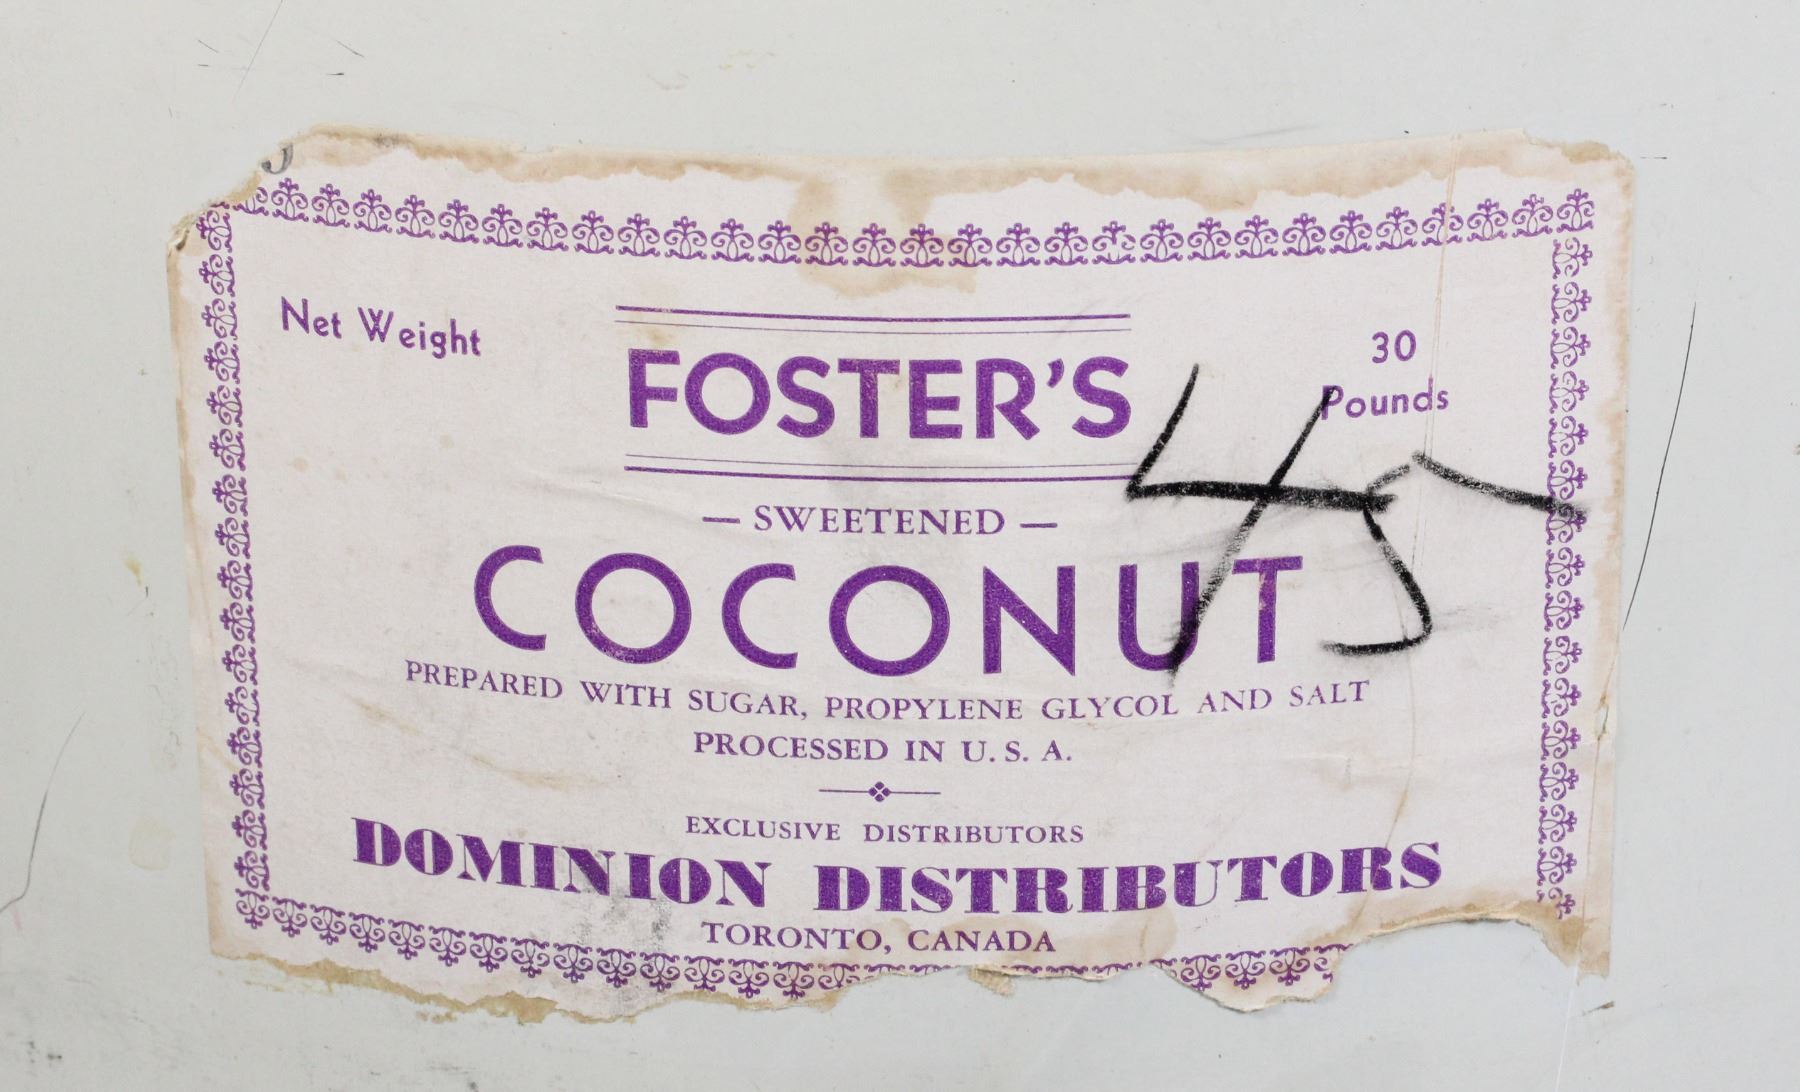 Net Weight
30
Pounds
FOSTER'S
45
— SWEETENED —
COCONUT
PREPARED WITH SUGAR, PROPYLENE GLYCOL AND SALT
PROCESSED IN U. S. A.
EXCLUSIVE DISTRIBUTORS
DOMINION DISTRIBUTORS
TORONTO, CANADA